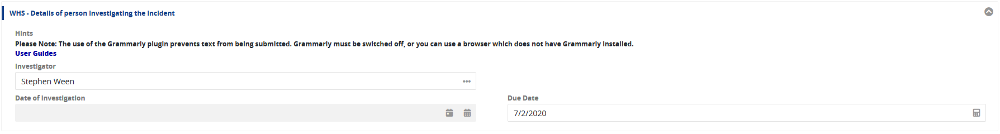 WHS - Details of person investigating the incident
Hints
Please Note: The use of the Grammarly plugin prevents text from being submitted. Grammarly must be switched off, or you can use a browser which does not have Grammarly installed.
User Guides
Investigator
Stephen Ween
Date of Investigation
Due Date
7/2/2020